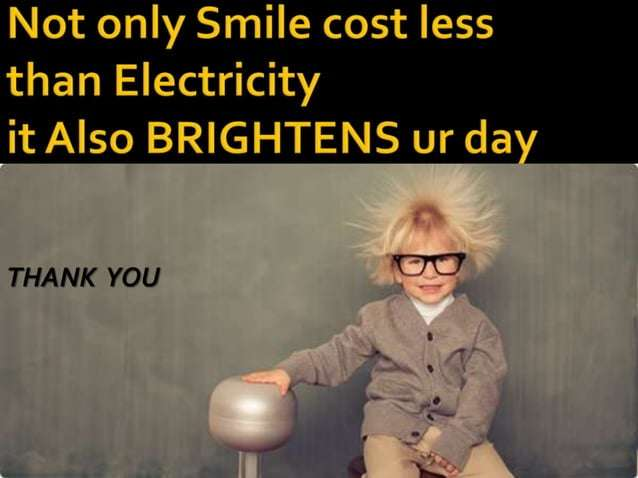 Not only Smile cost less
than Electricity
it Also BRIGHTENS ur day
THANK YOU